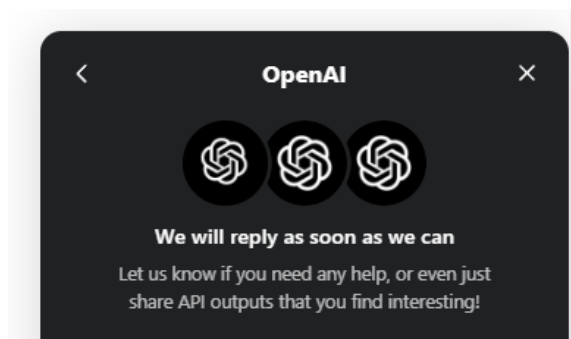 OpenAI
We will reply as soon as we can
Let us know if you need any help, or even just
share API outputs that you find interesting!